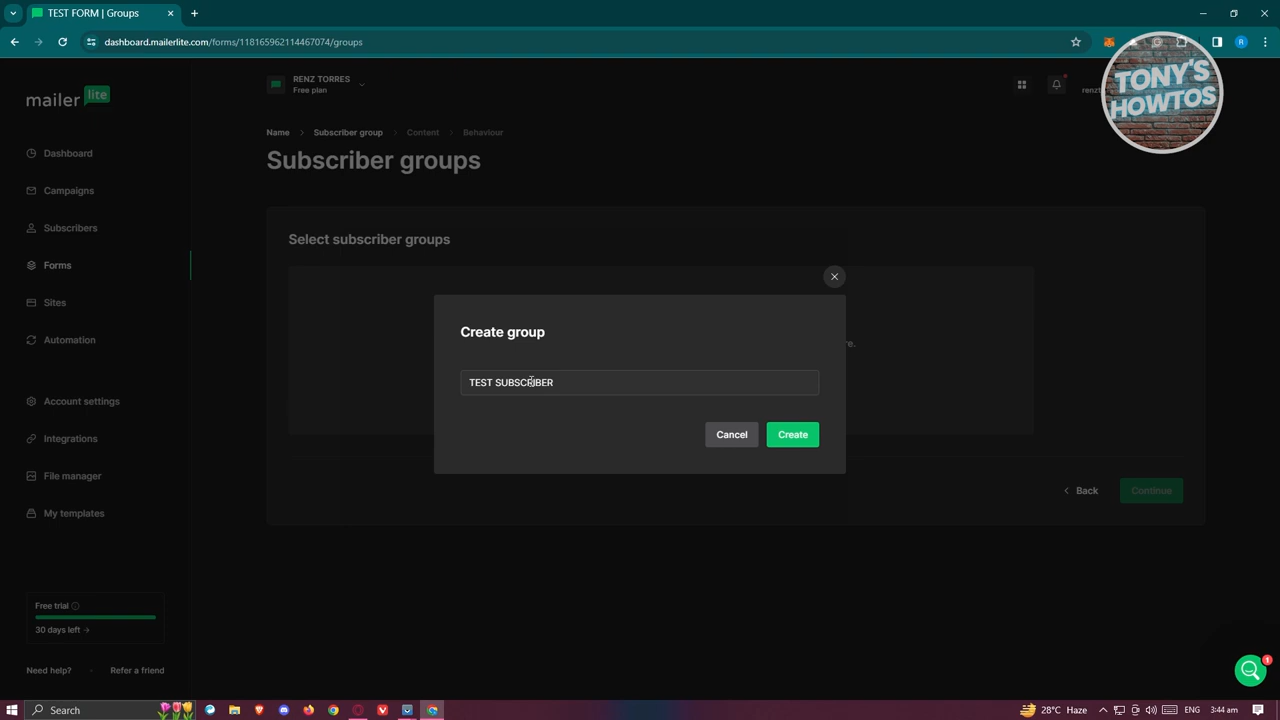 TEST FORM | Groups
dashboard.mailerlite.com/forms/118165962114467074/groups
R
TONY'S
HOWTOS
mailer lite
RENZ TORRES
Free plan
Name > Subscriber group > Content > Behaviour
Subscriber groups
Dashboard
Campaigns
Subscribers
Forms
Sites
Automation
Account settings
Integrations
File manager
My templates
Select subscriber groups
Create group
TEST SUBSCRIBER
Cancel
Create
Back
Continue
Free trial
30 days left →
Need help?
Refer a friend
1
Search
28°C Haze
ENG
3:44 am